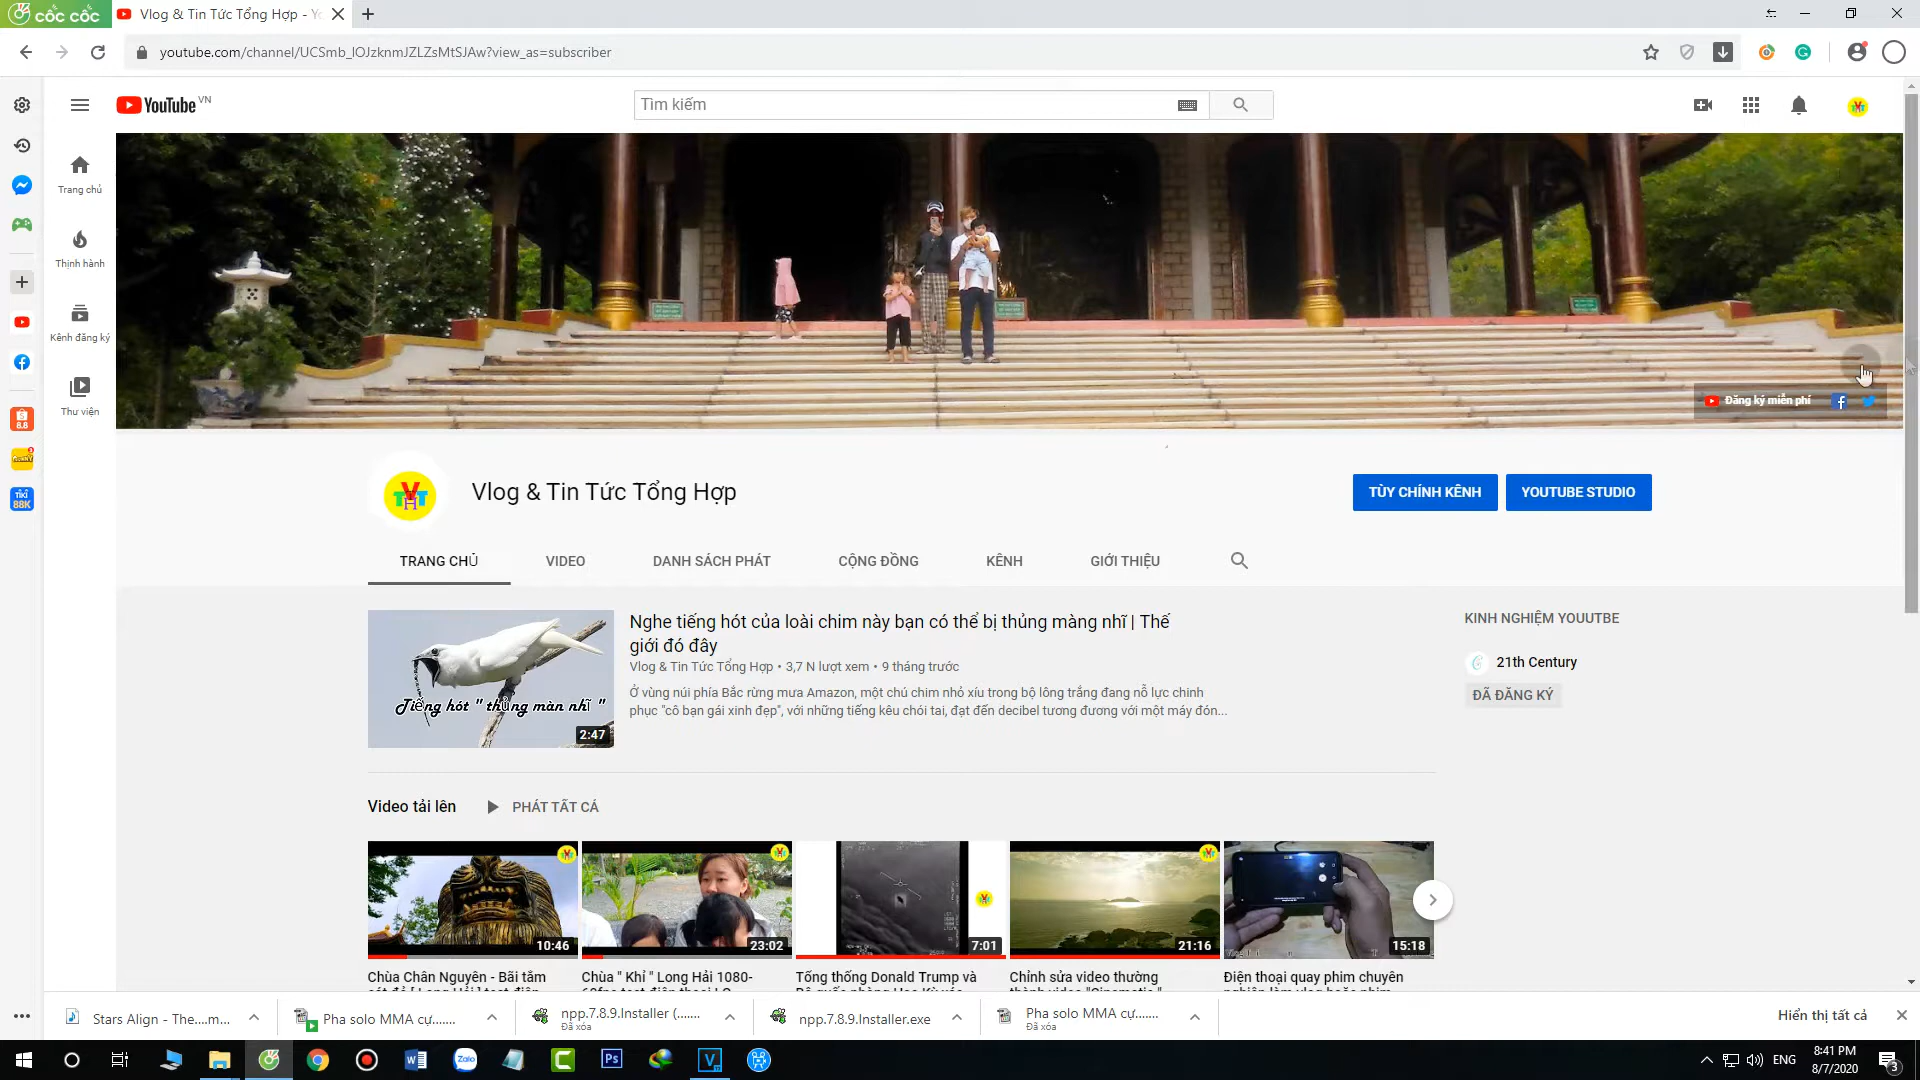 cốc cốc
Vlog & Tin Tức Tổng Hợp - Yo
youtube.com/channel/UCSmb_lOJzknmJZLZsMtSJAw?view_as=subscriber
YouTube VN
Tìm kiếm
Trang chủ
Thịnh hành
Kênh đăng ký
Thư viện
8.8
TIKI
88K
Đăng ký miễn phí
VTTHT
Vlog & Tin Tức Tổng Hợp
TÙY CHỈNH KÊNH
YOUTUBE STUDIO
TRANG CHỦ
VIDEO
DANH SÁCH PHÁT
CỘNG ĐỒNG
KÊNH
GIỚI THIỆU
Tiếng hót " thủng màn nhĩ "
2:47
Nghe tiếng hót của loài chim này bạn có thể bị thủng màng nhĩ | Thế
giới đó đây
Vlog & Tin Tức Tổng Hợp • 3,7 N lượt xem • 9 tháng trước
Ở vùng núi phía Bắc rừng mưa Amazon, một chú chim nhỏ xíu trong bộ lông trắng đang nỗ lực chinh
phục "cô bạn gái xinh đẹp", với những tiếng kêu chói tai, đạt đến decibel tương đương với một máy đón...
KINH NGHIỆM YOUUTBE
21th Century
ĐÃ ĐĂNG KÝ
Video tải lên
PHÁT TẤT CẢ
10:46
23:02
7:01
21:16
15:18
Chùa Chân Nguyên - Bãi tắm
Chùa " Khỉ " Long Hải 1080-
Tổng thống Donald Trump và
Chỉnh sửa video thường
Điện thoại quay phim chuyên
Stars Align - The....m...
Pha solo MMA cự.......
npp.7.8.9.Installer (.......
Đã xóa
npp.7.8.9.Installer.exe
Pha solo MMA cự.......
Đã xóa
Hiển thị tất cả
Zalo
Ps
ENG
8:41 PM
8/7/2020
3